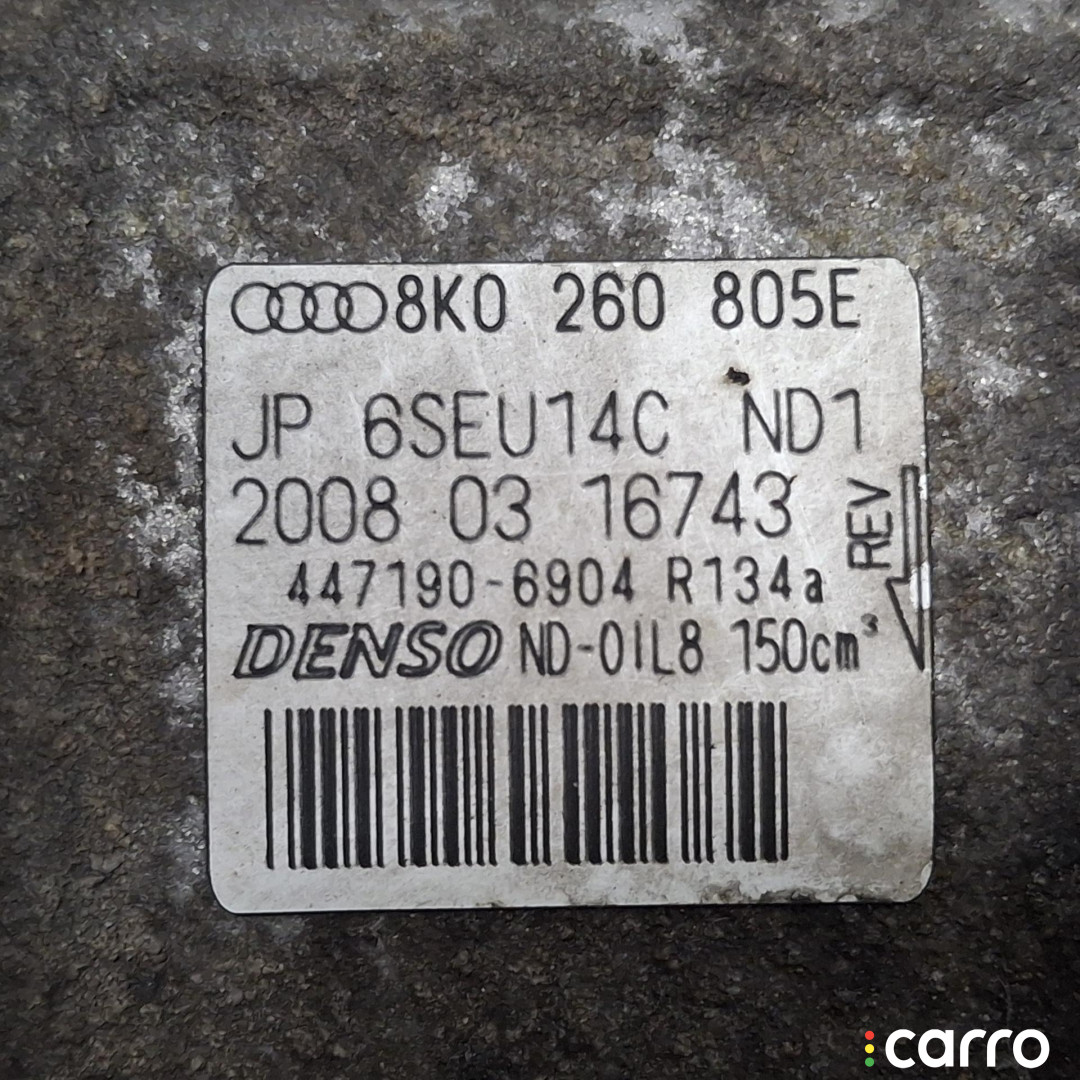 8K0 260 805E
JP 6SEU14C ND1
2008 03 16743
REV
447190-6904 R134a
DENSO ND-OIL8 150cm³
carro